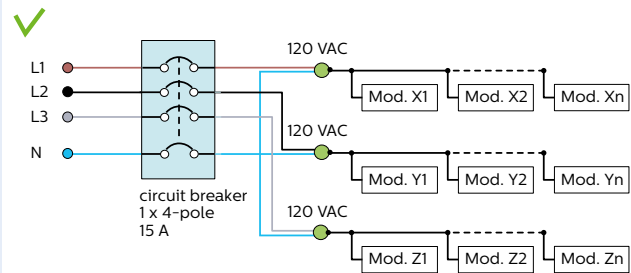 120 VAC
L1
L2
L3
N
Mod. X1
Mod. X2
Mod. Xn
120 VAC
Mod. Y1
Mod. Y2
Mod. Yn
circuit breaker
1 x 4-pole
15 A
120 VAC
Mod. Z1
Mod. Z2
Mod. Zn